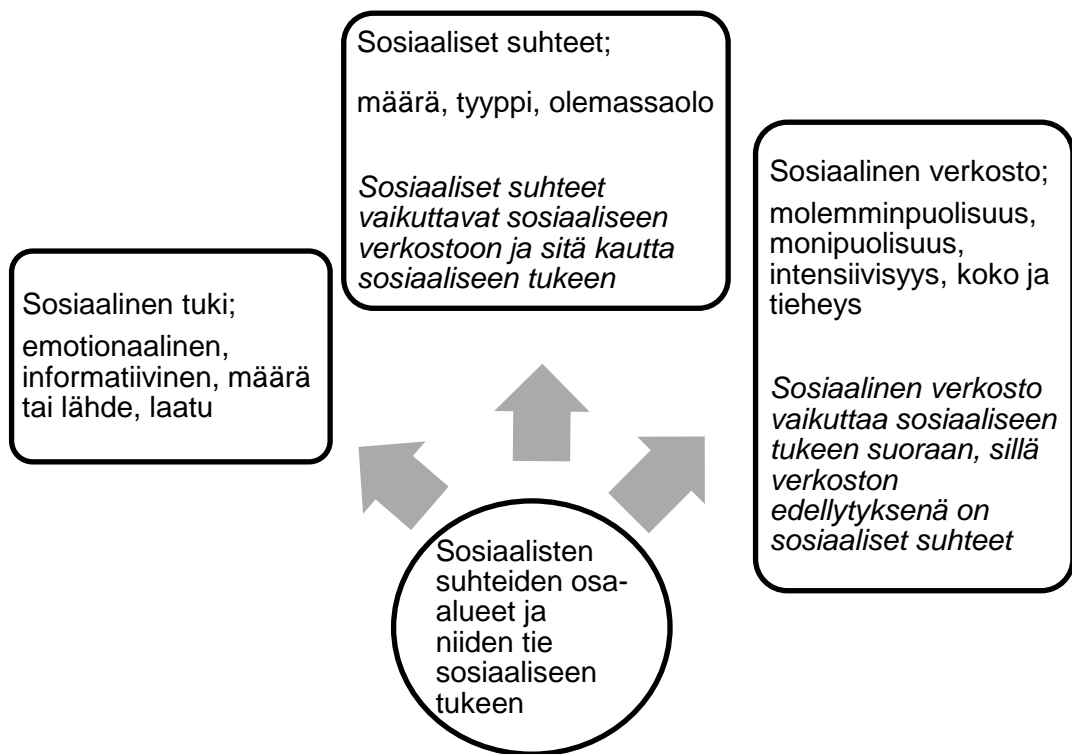 Sosiaaliset suhteet;
määrä, tyyppi, olemassaolo
Sosiaaliset suhteet
vaikuttavat sosiaaliseen
verkostoon ja sitä kautta
sosiaaliseen tukeen
Sosiaalinen verkosto;
molemminpuolisuus,
monipuolisuus,
intensiivisyys, koko ja
tieheys
Sosiaalinen verkosto
vaikuttaa sosiaaliseen
tukeen suoraan, sillä
verkoston
edellytyksenä on
sosiaaliset suhteet
Sosiaalinen tuki;
emotionaalinen,
informatiivinen, määrä
tai lähde, laatu
Sosiaalisten
suhteiden osa-
alueet ja
niiden tie
sosiaaliseen
tukeen